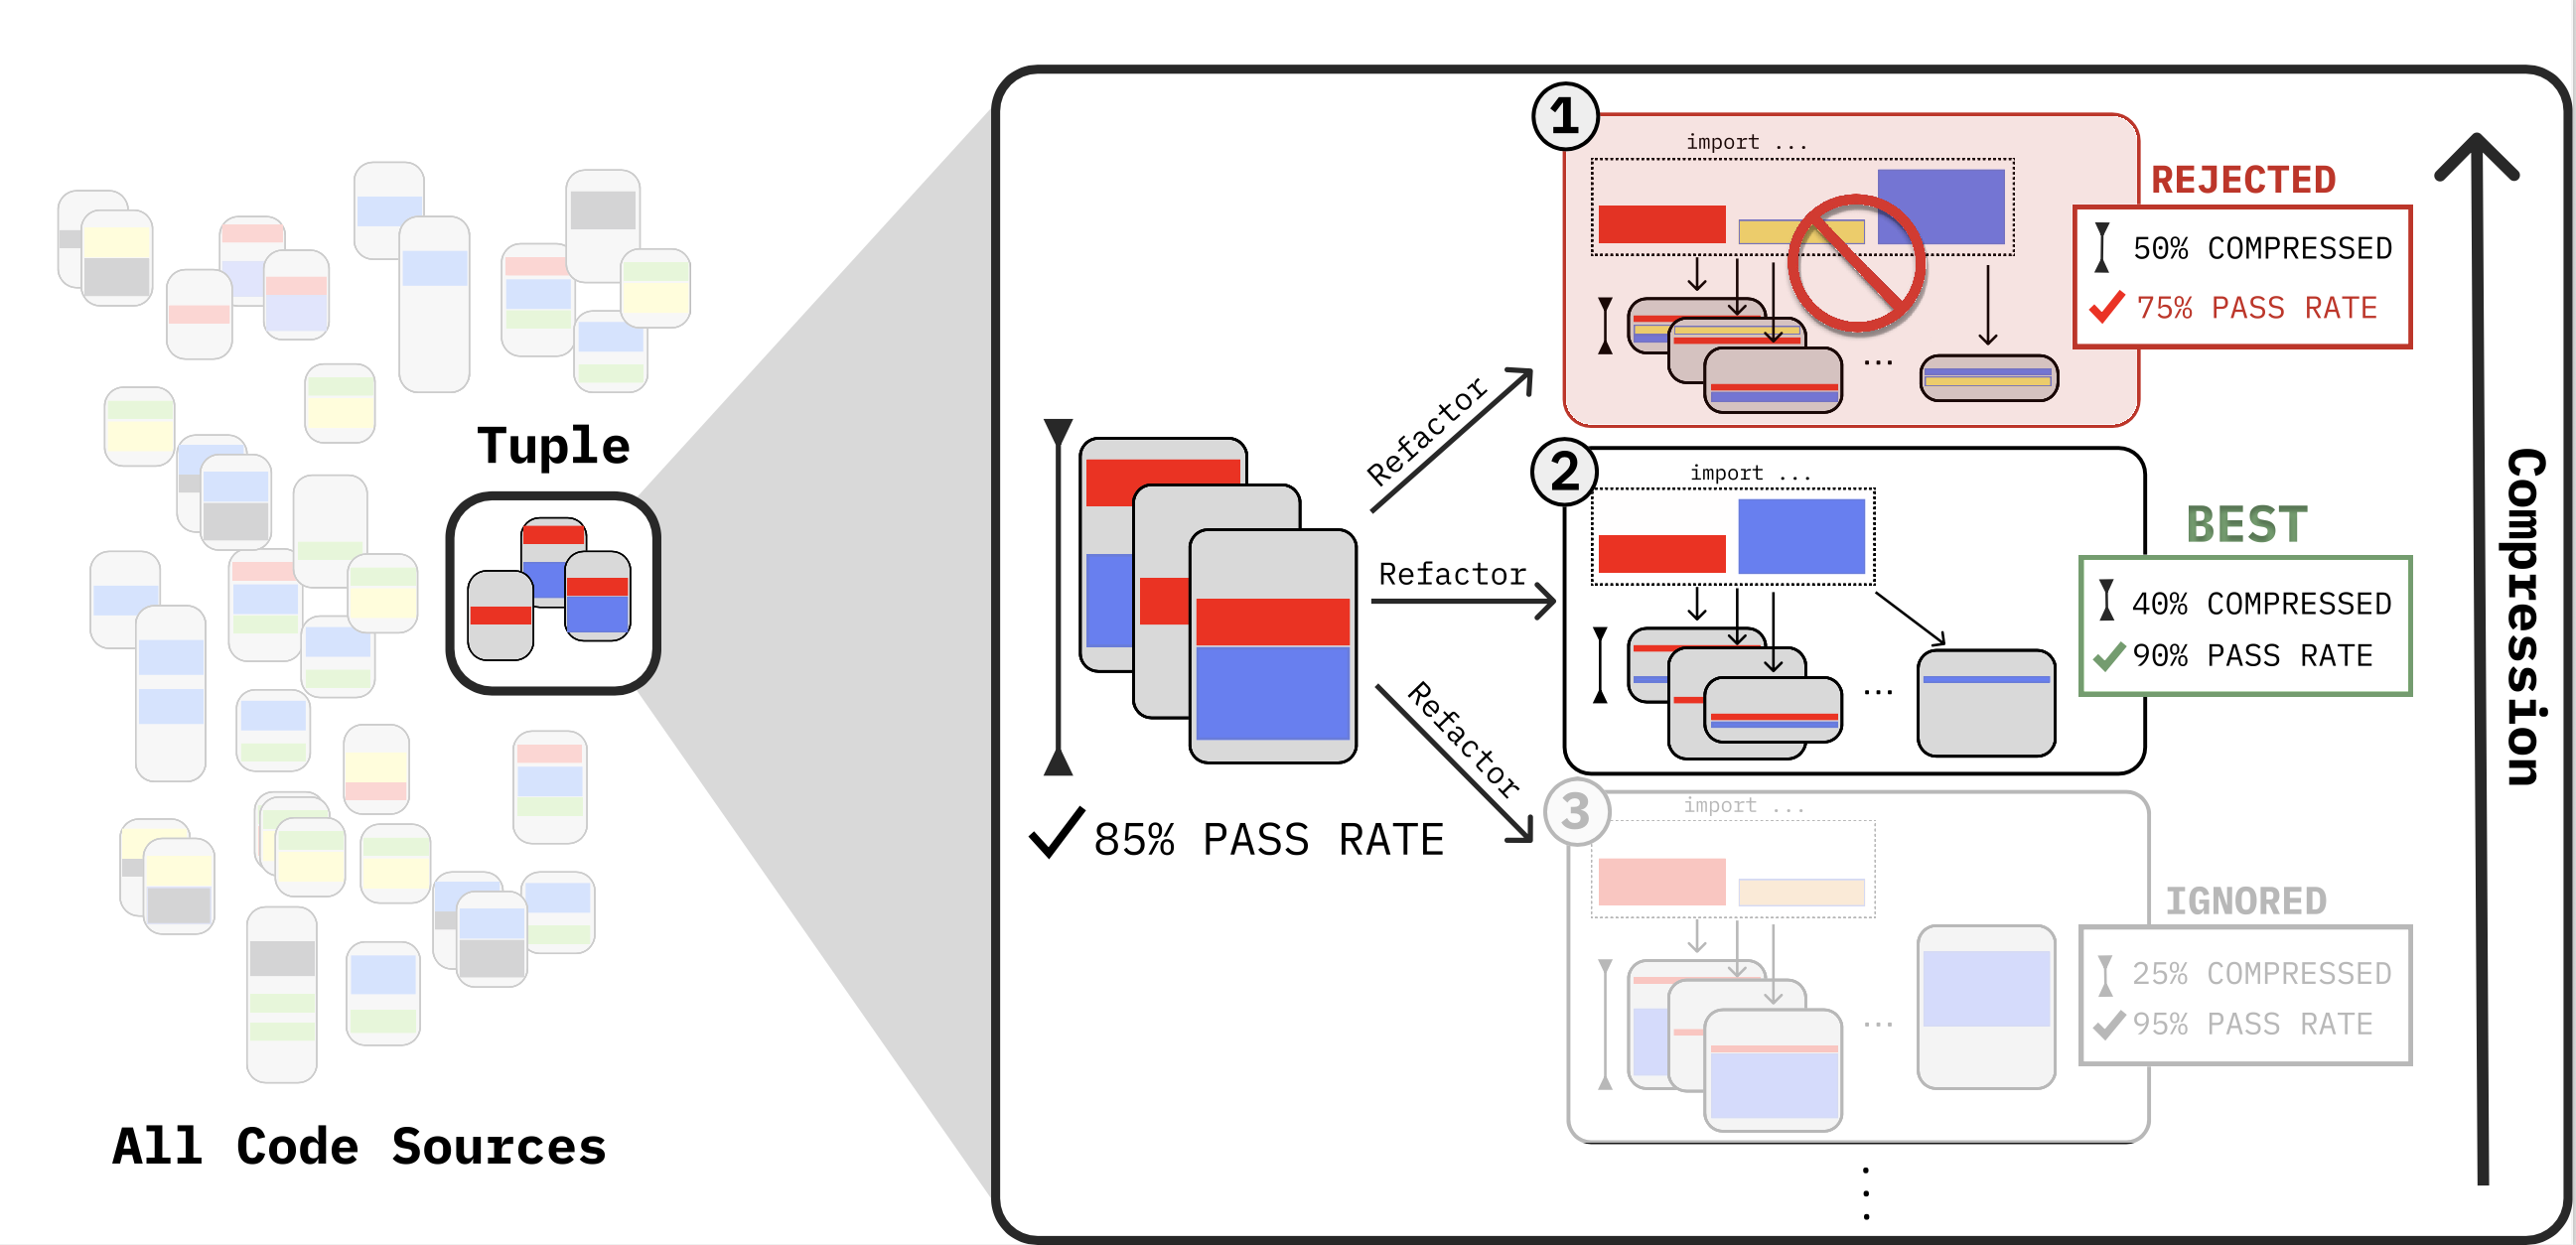 Tuple
All Code Sources
85% PASS RATE
Refactor
Refactor
Refactor
1
import ...
...
REJECTED
50% COMPRESSED
75% PASS RATE
2
import ...
...
BEST
40% COMPRESSED
90% PASS RATE
3
import ...
...
IGNORED
25% COMPRESSED
95% PASS RATE
Compression